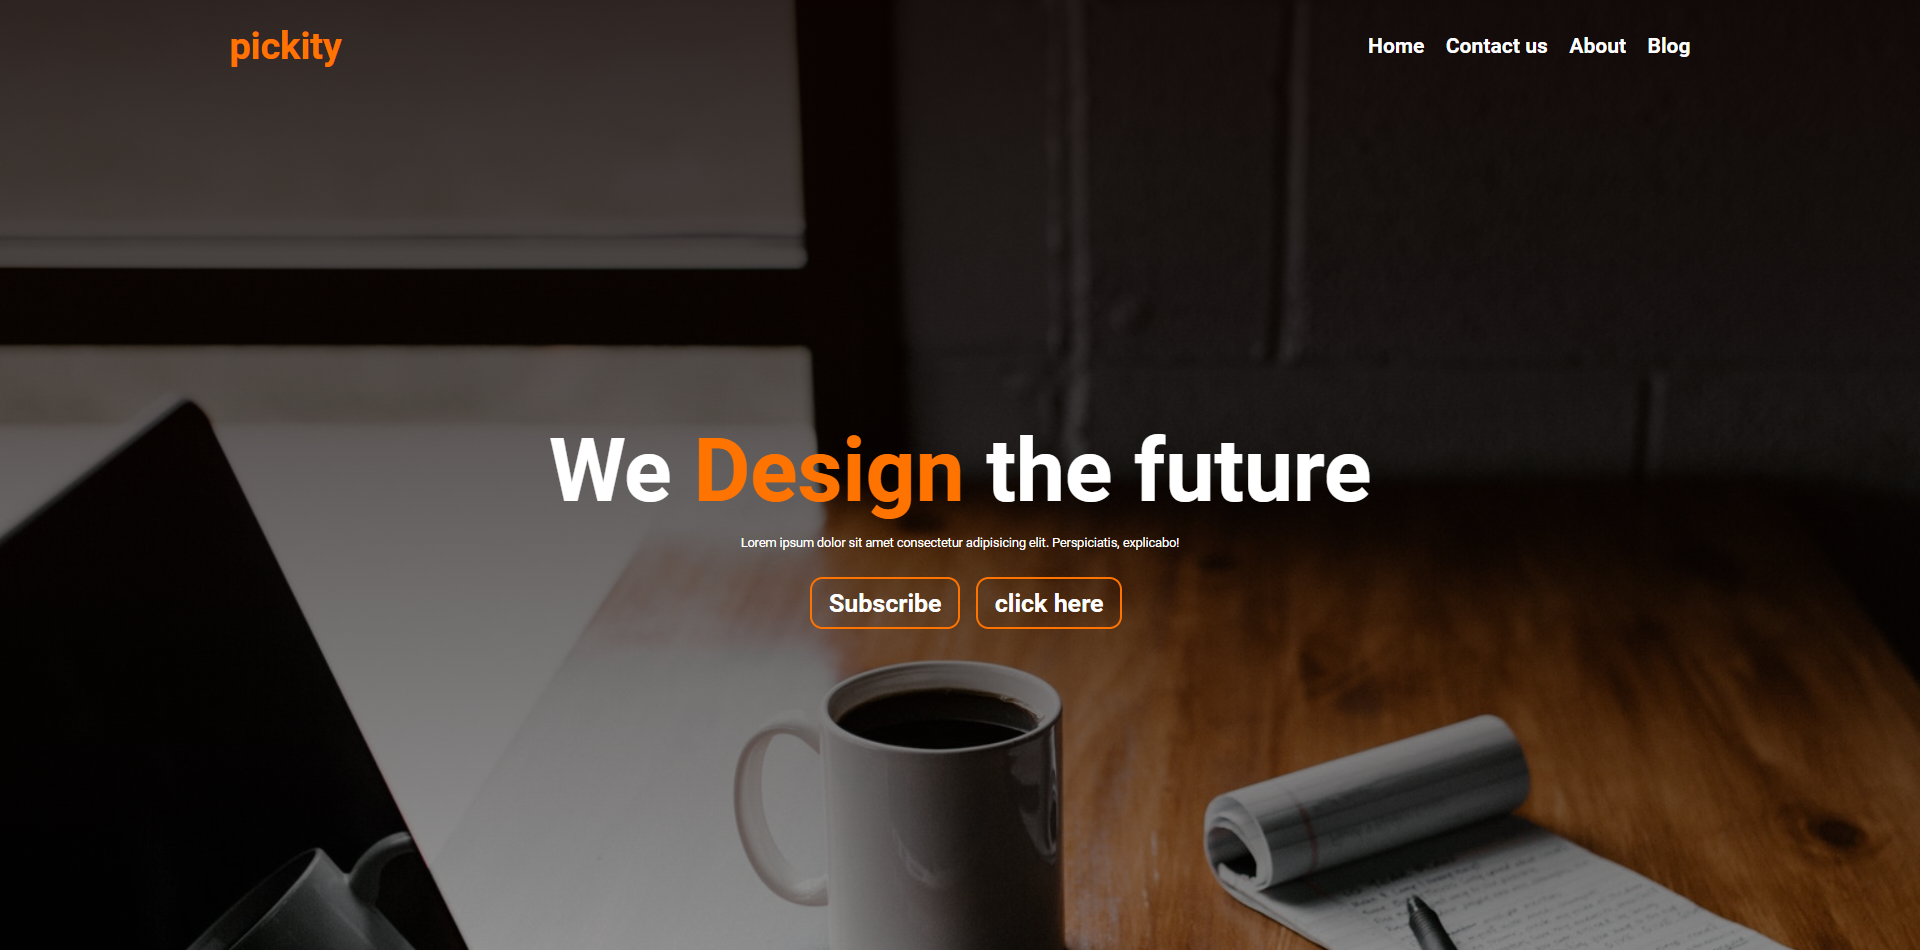 pickity
Home Contact us About Blog
We Design the future
Lorem ipsum dolor sit amet consectetur adipisicing elit. Perspiciatis, explicabo!
Subscribe click here